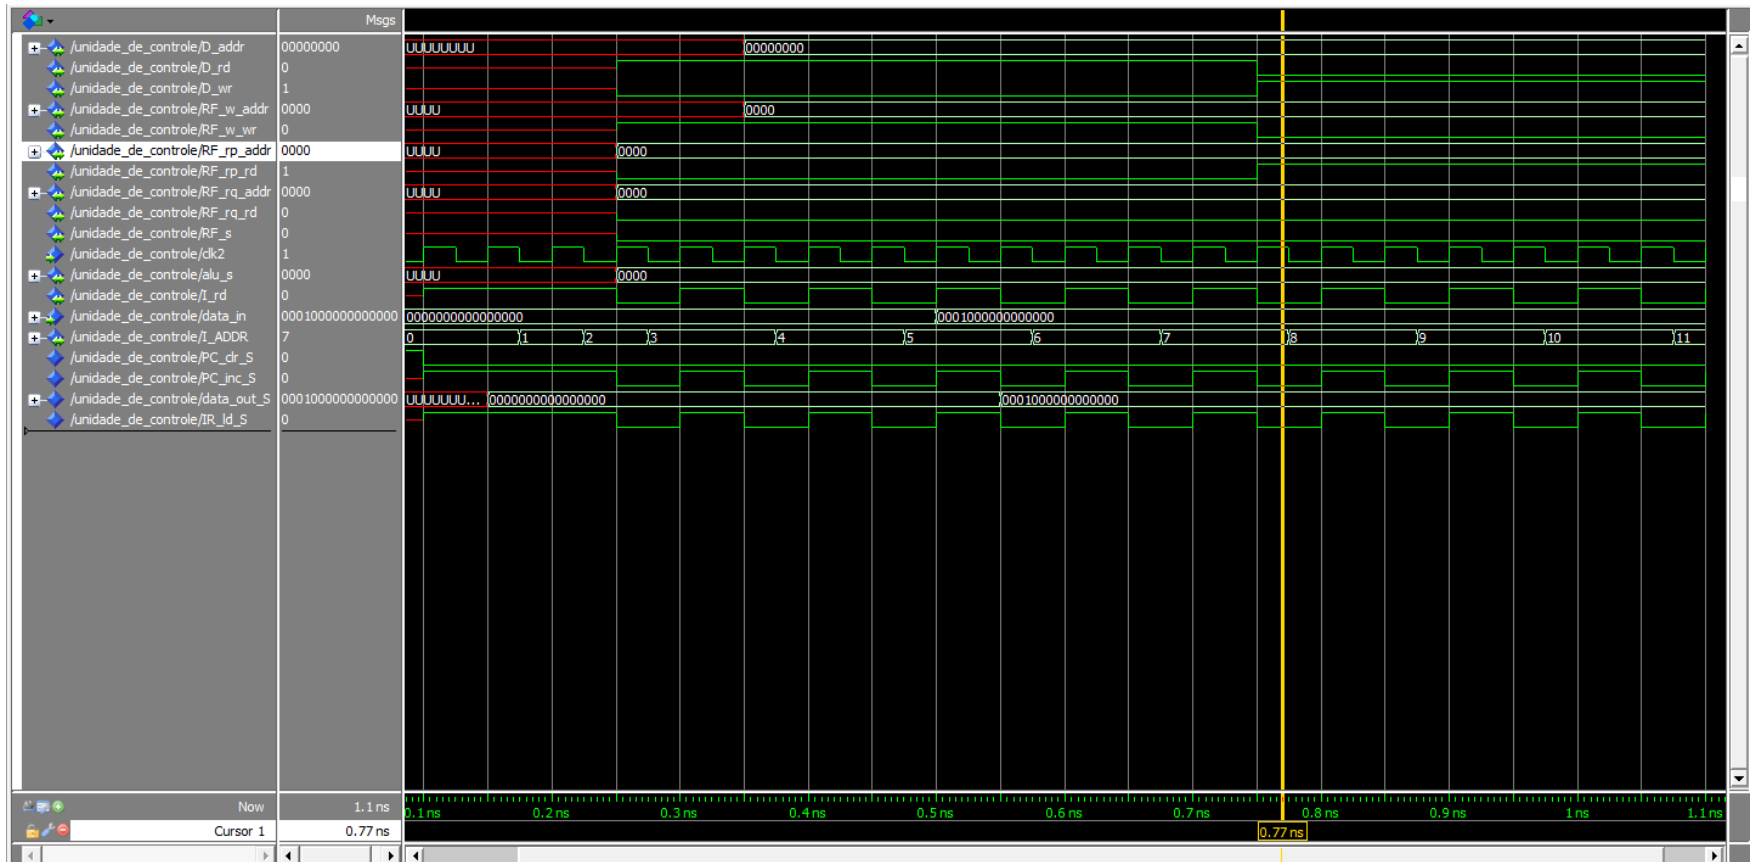 Msgs
/unidade_de_controle/D_addr 00000000 UUUUUUUU 00000000
/unidade_de_controle/D_rd 0
/unidade_de_controle/D_wr 1
/unidade_de_controle/RF_w_addr 0000 UUUU 0000
/unidade_de_controle/RF_w_wr 0
/unidade_de_controle/RF_rp_addr 0000 UUUU 0000
/unidade_de_controle/RF_rp_rd 1
/unidade_de_controle/RF_rq_addr 0000 UUUU 0000
/unidade_de_controle/RF_rq_rd 0
/unidade_de_controle/RF_s 0
/unidade_de_controle/clk2 1
/unidade_de_controle/alu_s 0000 UUUU 0000
/unidade_de_controle/I_rd 0
/unidade_de_controle/data_in 0001000000000000 0000000000000000 0001000000000000
/unidade_de_controle/I_ADDR 7 0 1 2 3 4 5 6 7 8 9 10 11
/unidade_de_controle/PC_clr_S 0
/unidade_de_controle/PC_inc_S 0
/unidade_de_controle/data_out_S 0001000000000000 UUUUUUU... 0000000000000000 0001000000000000
/unidade_de_controle/IR_ld_S 0
Now 1.1 ns 0.1 ns 0.2 ns 0.3 ns 0.4 ns 0.5 ns 0.6 ns 0.7 ns 0.8 ns 0.9 ns 1 ns 1.1 ns
Cursor 1 0.77 ns 0.77 ns